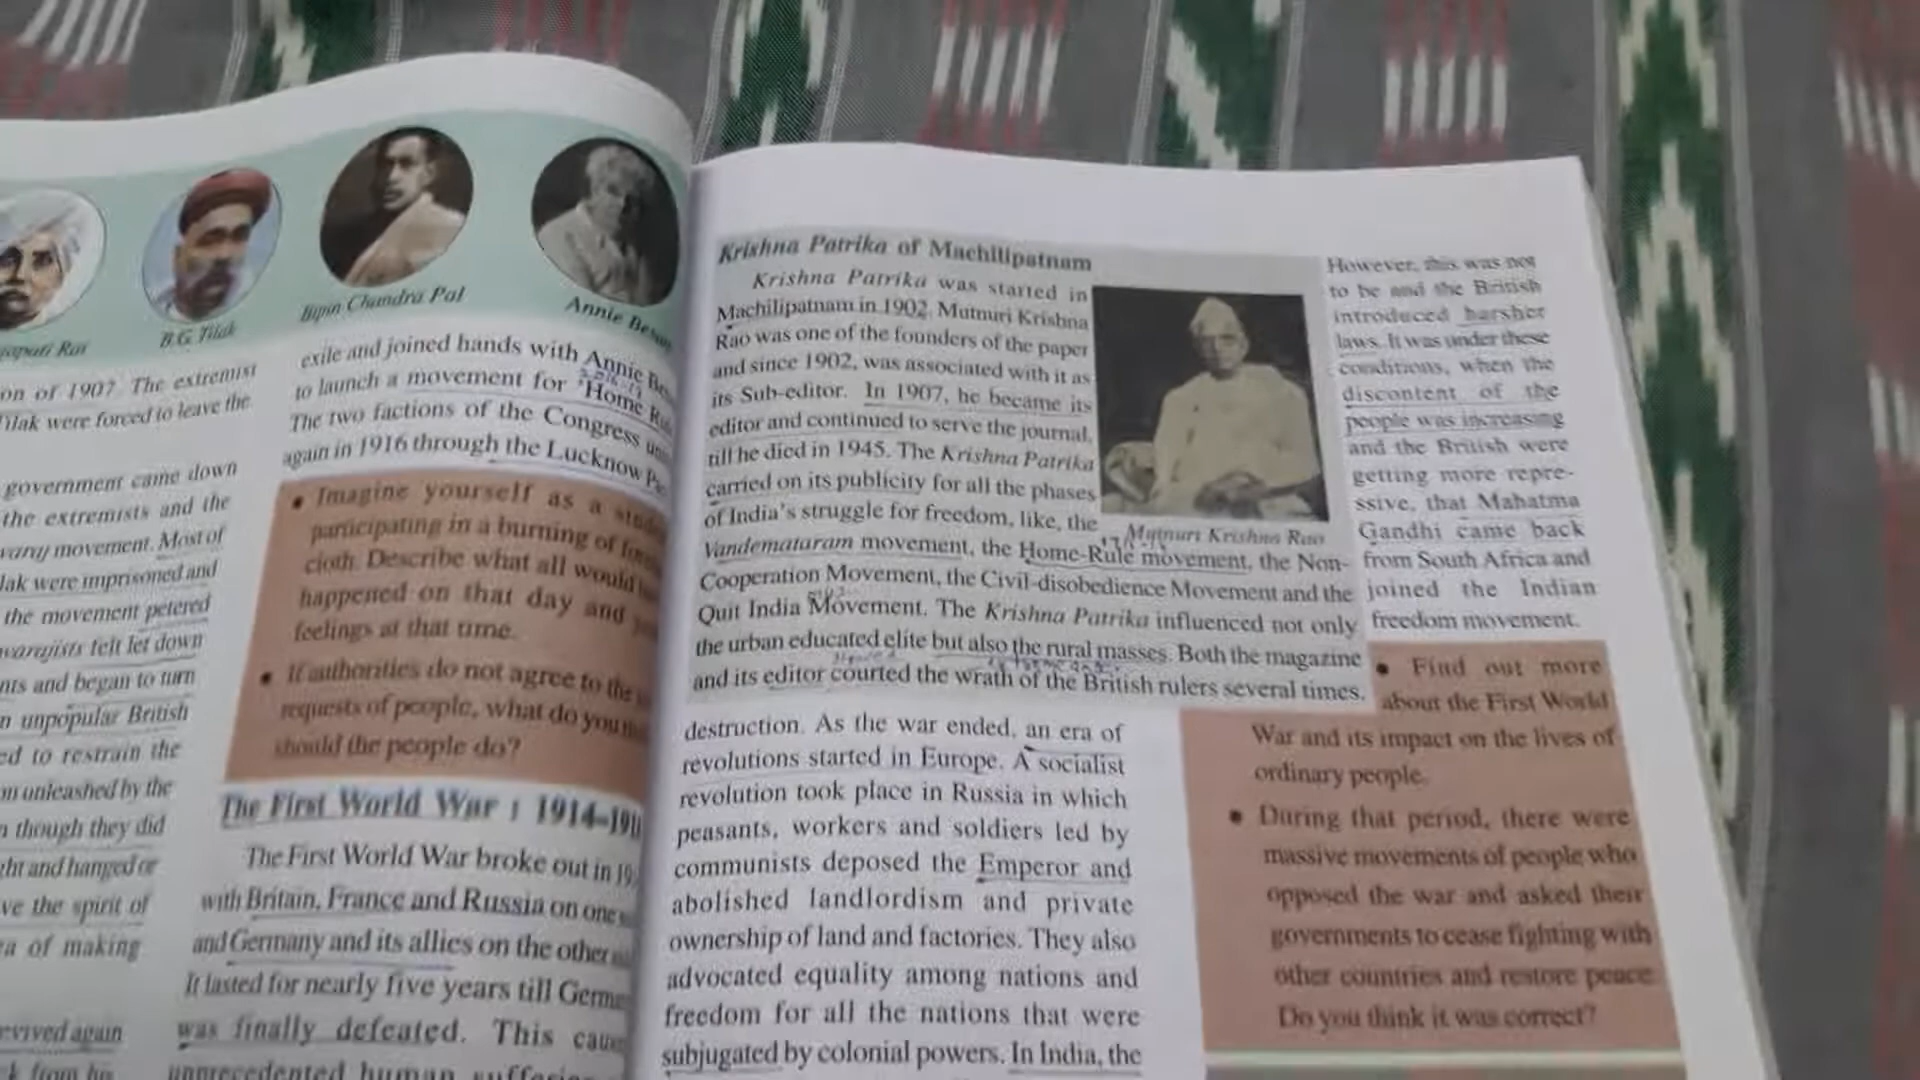 Rai
B.G. Tilak
Bipin Chandra Pal
Annie
on of 1907. The extremist
Tilak were forced to leave the
government came down
the extremists and the
movement. Most of
were imprisoned and
the movement petered
felt let down
and began to turn
unpopular British
to restrain the
unleashed by the
though they did
and hanged or
the spirit of
of making
again
exile and joined hands with Annie
to launch a movement for 'Home
The two factions of the Congress
again in 1916 through the Lucknow
• Imagine yourself as a
participating in a burning of
cloth. Describe what all would
happened on that day and
feelings at that time.
• If authorities do not agree to the
requests of people, what do you
should the people do?
The First World War : 1914-
The First World War broke out in
with Britain, France and Russia on one
and Germany and its allies on the other
It lasted for nearly five years till
was finally defeated. This
unprecedented human
Krishna Patrika of Machilipatnam
Krishna Patrika was started in
Machilipatnam in 1902. Mutnuri Krishna
Rao was one of the founders of the paper
and since 1902, was associated with it as
its Sub-editor. In 1907, he became its
editor and continued to serve the journal,
till he died in 1945. The Krishna Patrika
carried on its publicity for all the phases
of India's struggle for freedom, like, the
Vandemataram movement, the Home-Rule movement, the Non-
Cooperation Movement, the Civil-disobedience Movement and the
Quit India Movement. The Krishna Patrika influenced not only
the urban educated elite but also the rural masses. Both the magazine
and its editor courted the wrath of the British rulers several times.
Mutnuri Krishna Rao
destruction. As the war ended, an era of
revolutions started in Europe. A socialist
revolution took place in Russia in which
peasants, workers and soldiers led by
communists deposed the Emperor and
abolished landlordism and private
ownership of land and factories. They also
advocated equality among nations and
freedom for all the nations that were
subjugated by colonial powers. In India, the
However, this was not
to be and the British
introduced harsher
laws. It was under these
conditions, when the
discontent of the
people was increasing
and the British were
getting more repre-
ssive, that Mahatma
Gandhi came back
from South Africa and
joined the Indian
freedom movement.
• Find out more
about the First World
War and its impact on the lives of
ordinary people.
• During that period, there were
massive movements of people who
opposed the war and asked their
governments to cease fighting with
other countries and restore peace.
Do you think it was correct?